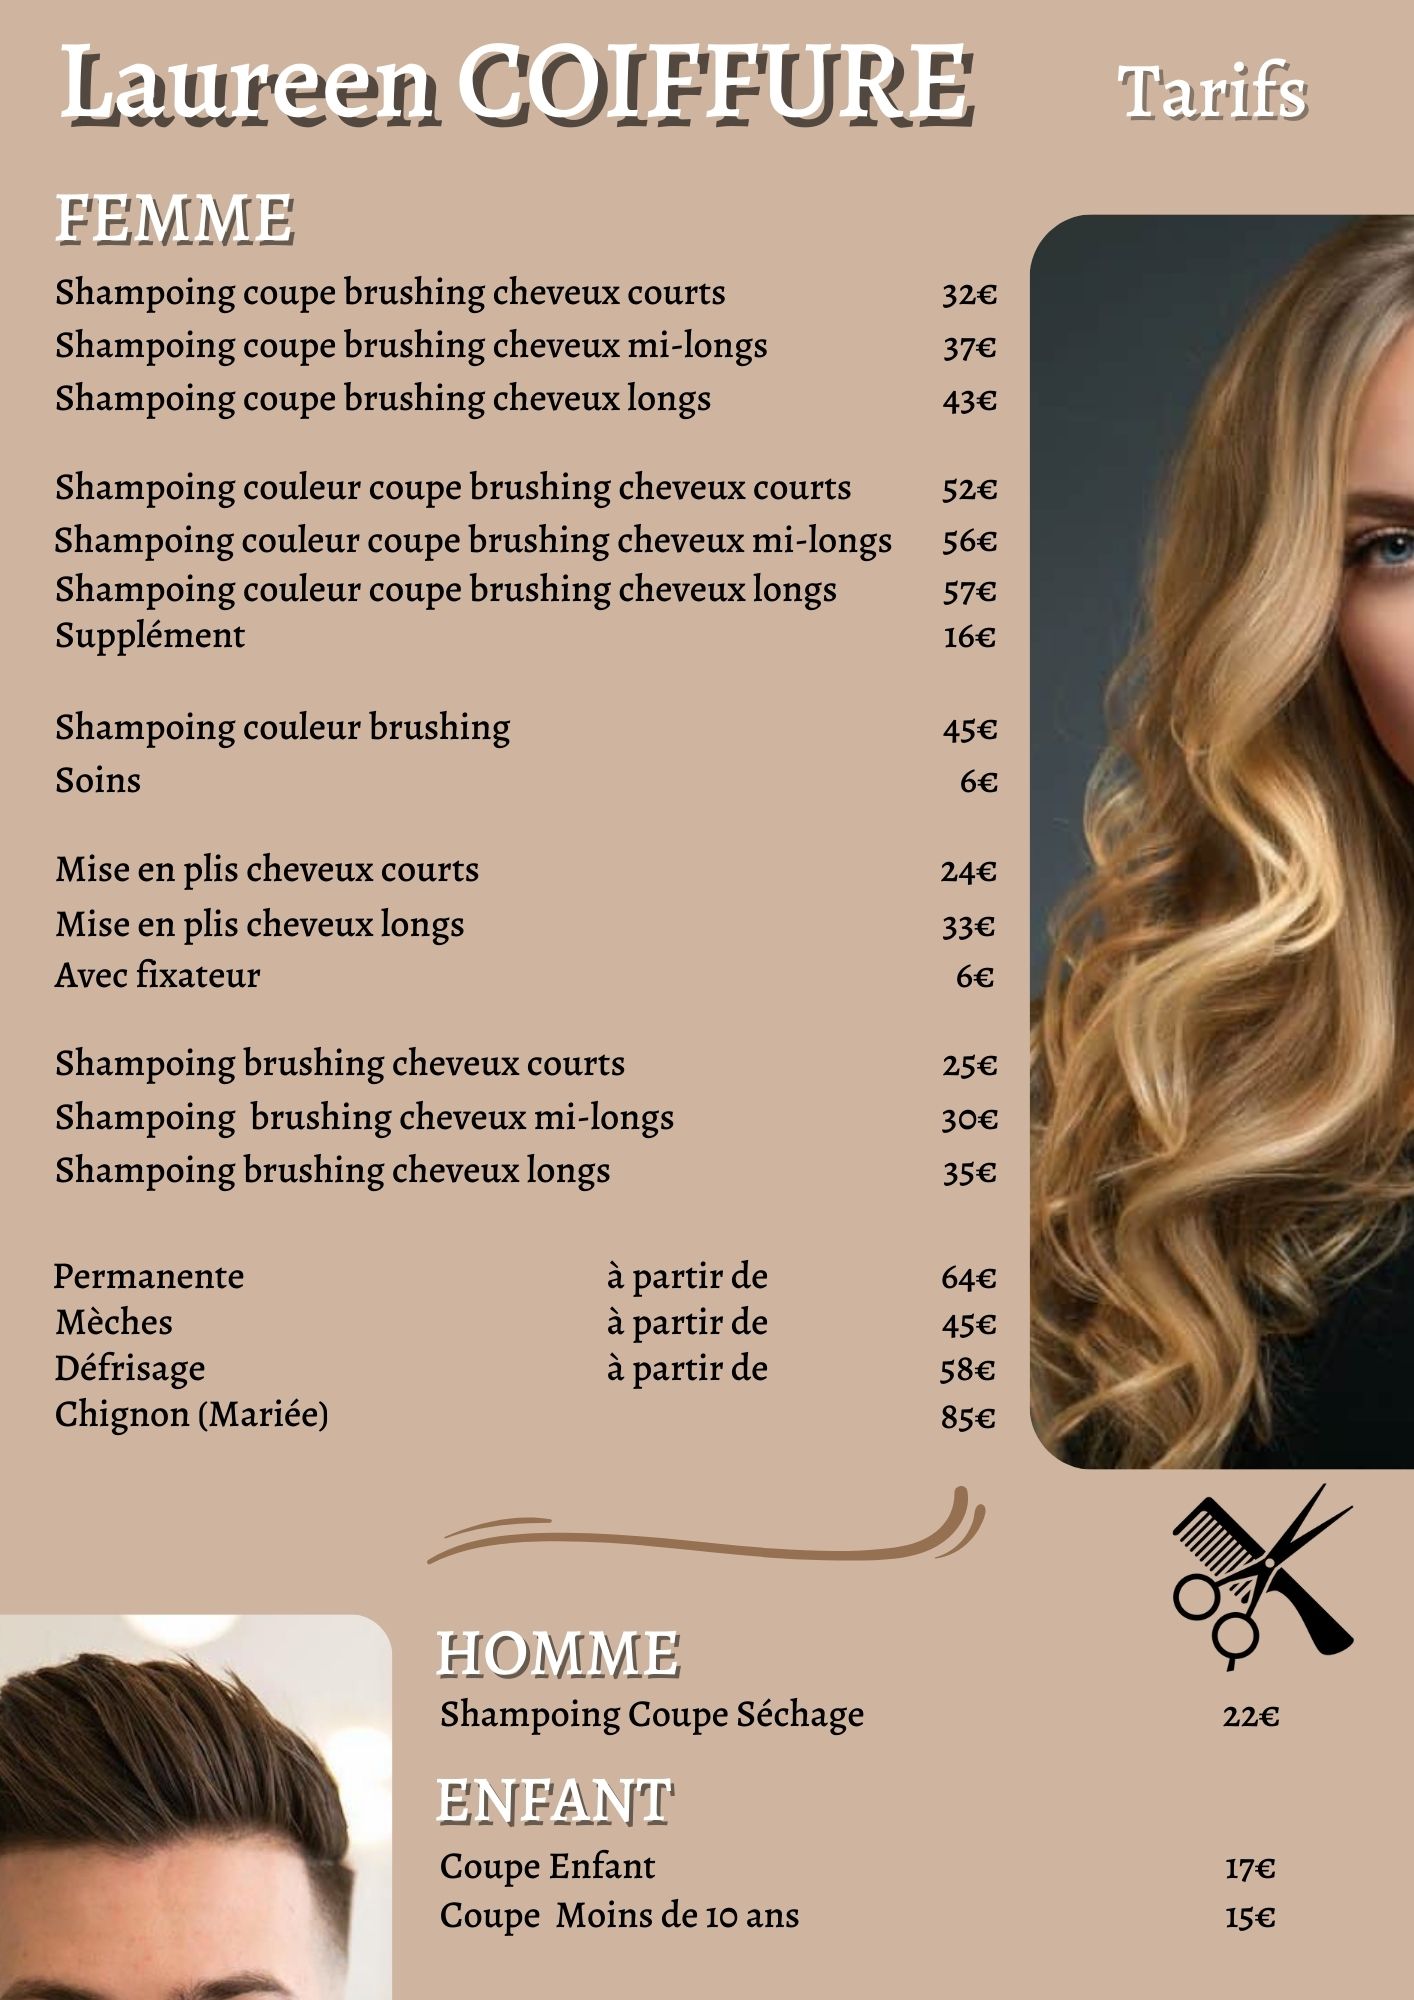 Laureen COIFFURE Tarifs
FEMME
Shampoing coupe brushing cheveux courts 32€
Shampoing coupe brushing cheveux mi-longs 37€
Shampoing coupe brushing cheveux longs 43€
Shampoing couleur coupe brushing cheveux courts 52€
Shampoing couleur coupe brushing cheveux mi-longs 56€
Shampoing couleur coupe brushing cheveux longs 57€
Supplément 16€
Shampoing couleur brushing 45€
Soins 6€
Mise en plis cheveux courts 24€
Mise en plis cheveux longs 33€
Avec fixateur 6€
Shampoing brushing cheveux courts 25€
Shampoing brushing cheveux mi-longs 30€
Shampoing brushing cheveux longs 35€
Permanente à partir de 64€
Mèches à partir de 45€
Défrisage à partir de 58€
Chignon (Mariée) 85€
HOMME
Shampoing Coupe Séchage 22€
ENFANT
Coupe Enfant 17€
Coupe Moins de 10 ans 15€